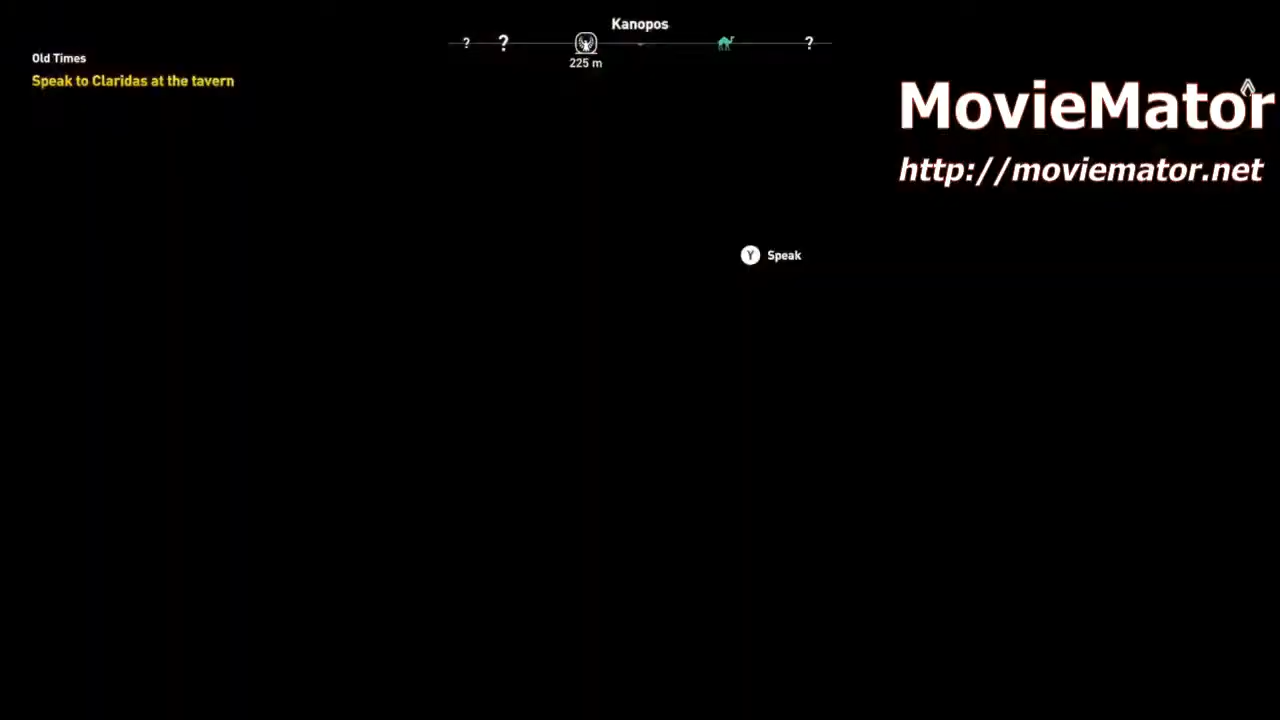 Kanopos
? ? ?
225 m
Old Times
Speak to Claridas at the tavern
MovieMator
http://moviemator.net
Y Speak